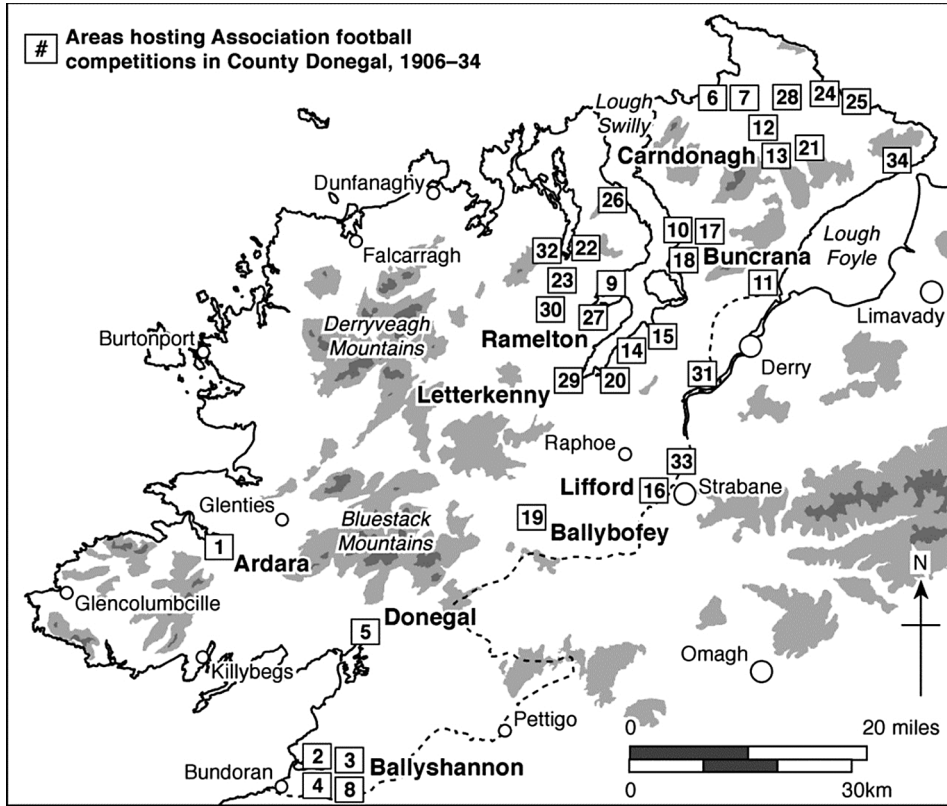 # Areas hosting Association football
competitions in County Donegal, 1906–34
Lough
Swilly
6 7 28 24 25
12
Carndonagh 13 21
34
Dunfanaghy
26
Falcarragh
32 22
10 17
18 Buncrana
Lough
Foyle
23 9
11
Limavady
30 27
Derryveagh
Mountains
Burtonport
Ramelton
14 15
Derry
Letterkenny 29 20
31
Raphoe
33
Lifford 16 Strabane
Glenties
19
Ballybofey
Bluestack
Mountains
1
Ardara
N
Glencolumbcille
Donegal
5
Killybegs
Omagh
Pettigo
0 20 miles
2 3
Ballyshannon
Bundoran
4 8
0 30km